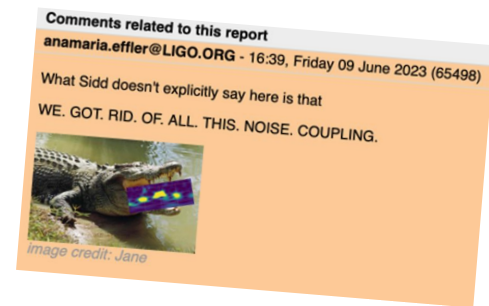 Comments related to this report
anamaria.effler@LIGO.ORG - 16:39, Friday 09 June 2023 (65498)
What Sidd doesn't explicitly say here is that
WE. GOT. RID. OF. ALL. THIS. NOISE. COUPLING.
image credit: Jane